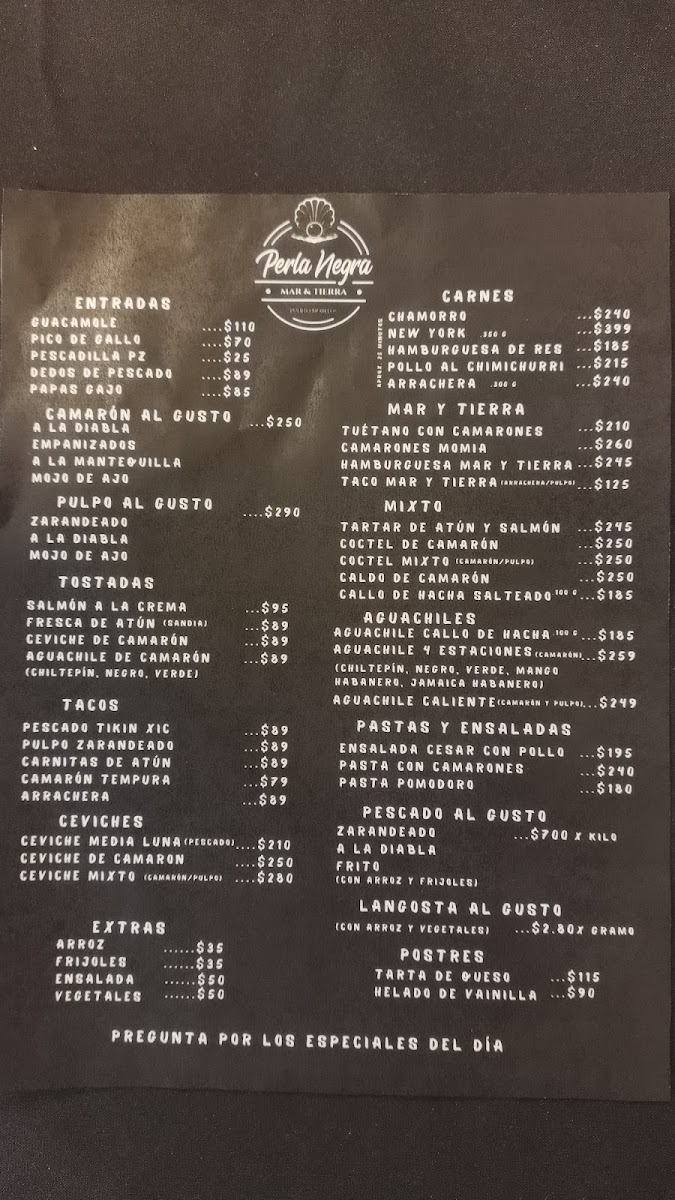 Perla Negra
MAR & TIERRA
ENTRADAS
GUACAMOLE ....$110
PICO DE GALLO ....$70
PESCADILLA PZ ....$25
DEDOS DE PESCADO ....$89
PAPAS GAJO ....$85
CAMARÓN AL GUSTO ...$250
A LA DIABLA
EMPANIZADOS
A LA MANTEQUILLA
MOJO DE AJO
PULPO AL GUSTO ....$290
ZARANDEADO
A LA DIABLA
MOJO DE AJO
TOSTADAS
SALMÓN A LA CREMA ...$95
FRESCA DE ATÚN (SANDIA) ...$89
CEVICHE DE CAMARÓN ...$89
AGUACHILE DE CAMARÓN ...$89
(CHILTEPÍN, NEGRO, VERDE)
TACOS
PESCADO TIKIN XIC ...$89
PULPO ZARANDEADO ...$89
CARNITAS DE ATÚN ...$89
CAMARÓN TEMPURA ...$79
ARRACHERA ...$89
CEVICHES
CEVICHE MEDIA LUNA (PESCADO)....$210
CEVICHE DE CAMARON ....$250
CEVICHE MIXTO (CAMARÓN/PULPO) ....$280
EXTRAS
ARROZ ......$35
FRIJOLES ......$35
ENSALADA ......$50
VEGETALES ......$50
CARNES
APROX. 25 MINUTOS
CHAMORRO ...$240
NEW YORK .350 G ...$399
HAMBURGUESA DE RES ...$185
POLLO AL CHIMICHURRI ...$215
ARRACHERA .300 G ...$240
MAR Y TIERRA
TUÉTANO CON CAMARONES ...$210
CAMARONES MOMIA ...$260
HAMBURGUESA MAR Y TIERRA ...$245
TACO MAR Y TIERRA (ARRACHERA/PULPO) ...$125
MIXTO
TARTAR DE ATÚN Y SALMÓN ...$245
COCTEL DE CAMARÓN ...$250
COCTEL MIXTO (CAMARÓN/PULPO) ...$250
CALDO DE CAMARÓN ...$250
CALLO DE HACHA SALTEADO 100 G ...$185
AGUACHILES
AGUACHILE CALLO DE HACHA 100 G ...$185
AGUACHILE 4 ESTACIONES (CAMARÓN)...$259
(CHILTEPÍN, NEGRO, VERDE, MANGO
HABANERO, JAMAICA HABANERO)
AGUACHILE CALIENTE (CAMARÓN Y PULPO)...$249
PASTAS Y ENSALADAS
ENSALADA CESAR CON POLLO ...$195
PASTA CON CAMARONES ...$240
PASTA POMODORO ...$180
PESCADO AL GUSTO
ZARANDEADO ...$700 X KILO
A LA DIABLA
FRITO
(CON ARROZ Y FRIJOLES)
LANGOSTA AL GUSTO
(CON ARROZ Y VEGETALES) ...$2.80X GRAMO
POSTRES
TARTA DE QUESO ...$115
HELADO DE VAINILLA ...$90
PREGUNTA POR LOS ESPECIALES DEL DÍA